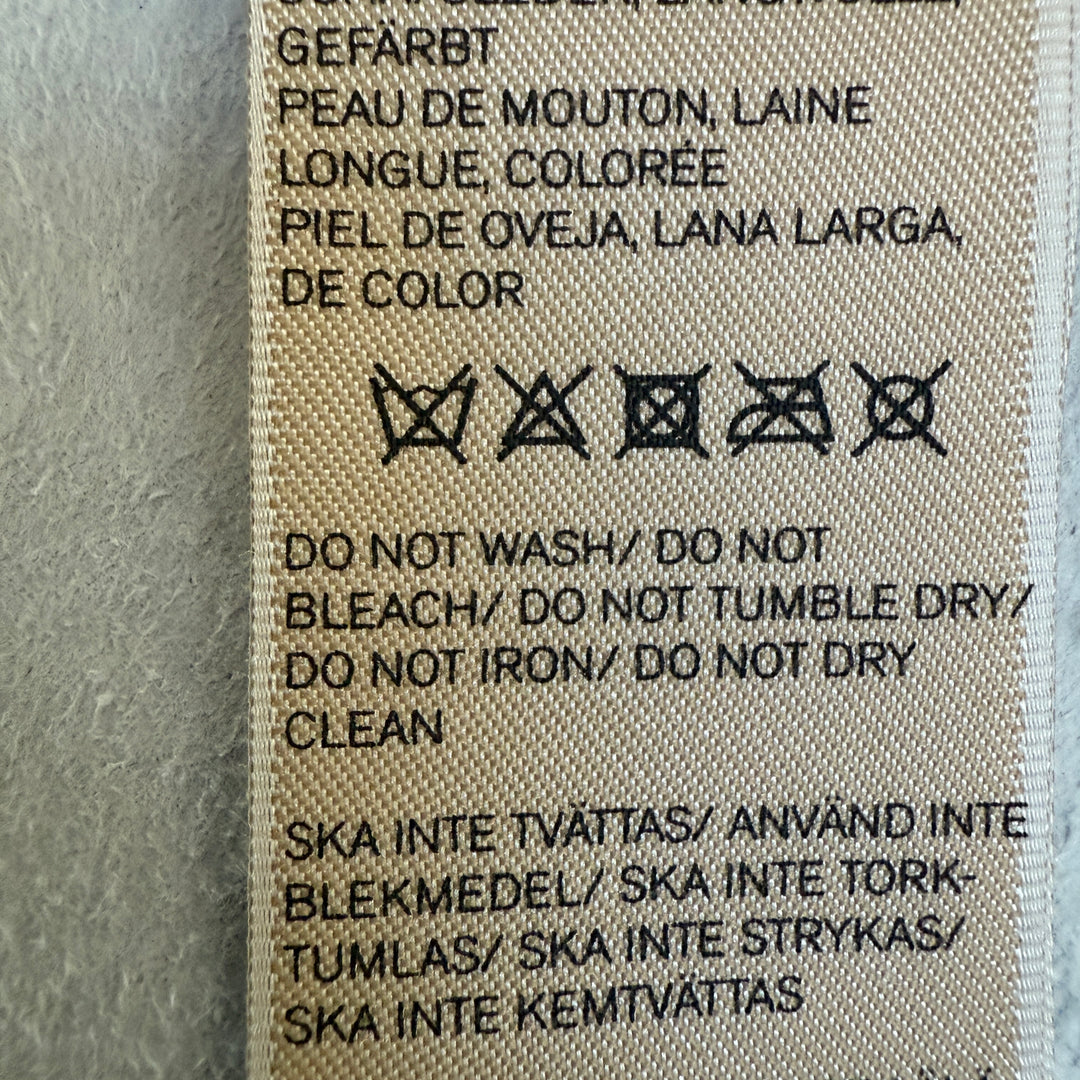 GEFÄRBT
PEAU DE MOUTON, LAINE
LONGUE, COLORÉE
PIEL DE OVEJA, LANA LARGA,
DE COLOR
DO NOT WASH/ DO NOT
BLEACH/ DO NOT TUMBLE DRY/
DO NOT IRON/ DO NOT DRY
CLEAN
SKA INTE TVÄTTAS/ ANVÄND INTE
BLEKMEDEL/ SKA INTE TORK-
TUMLAS/ SKA INTE STRYKAS/
SKA INTE KEMTVÄTTAS